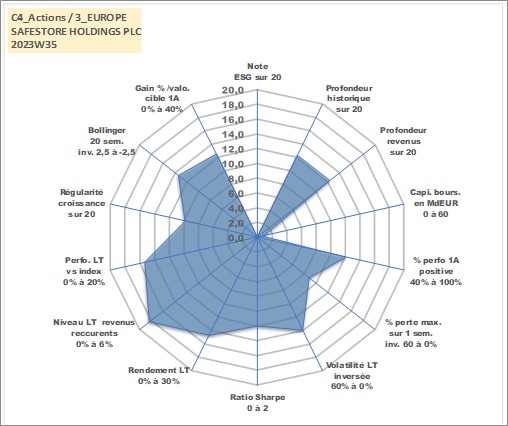 C4_Actions / 3_EUROPE
SAFESTORE HOLDINGS PLC
2023W35
Note
ESG sur 20
Profondeur
historique
sur 20
Profondeur
revenus
sur 20
Capi. bours.
en MdEUR
0 à 60
% perfo 1A
positive
40% à 100%
% perte max.
sur 1 sem.
inv. 60 à 0%
Volatilité LT
inversée
60% à 0%
Ratio Sharpe
0 à 2
Rendement LT
0% à 30%
Niveau LT revenus
reccurents
0% à 6%
Perfo. LT
vs index
0% à 20%
Régularité
croissance
sur 20
Bollinger
20 sem.
inv. 2,5 à -2,5
Gain % /valo.
cible 1A
0% à 40%
20,0
18,0
16,0
14,0
12,0
10,0
8,0
6,0
4,0
2,0
0,0